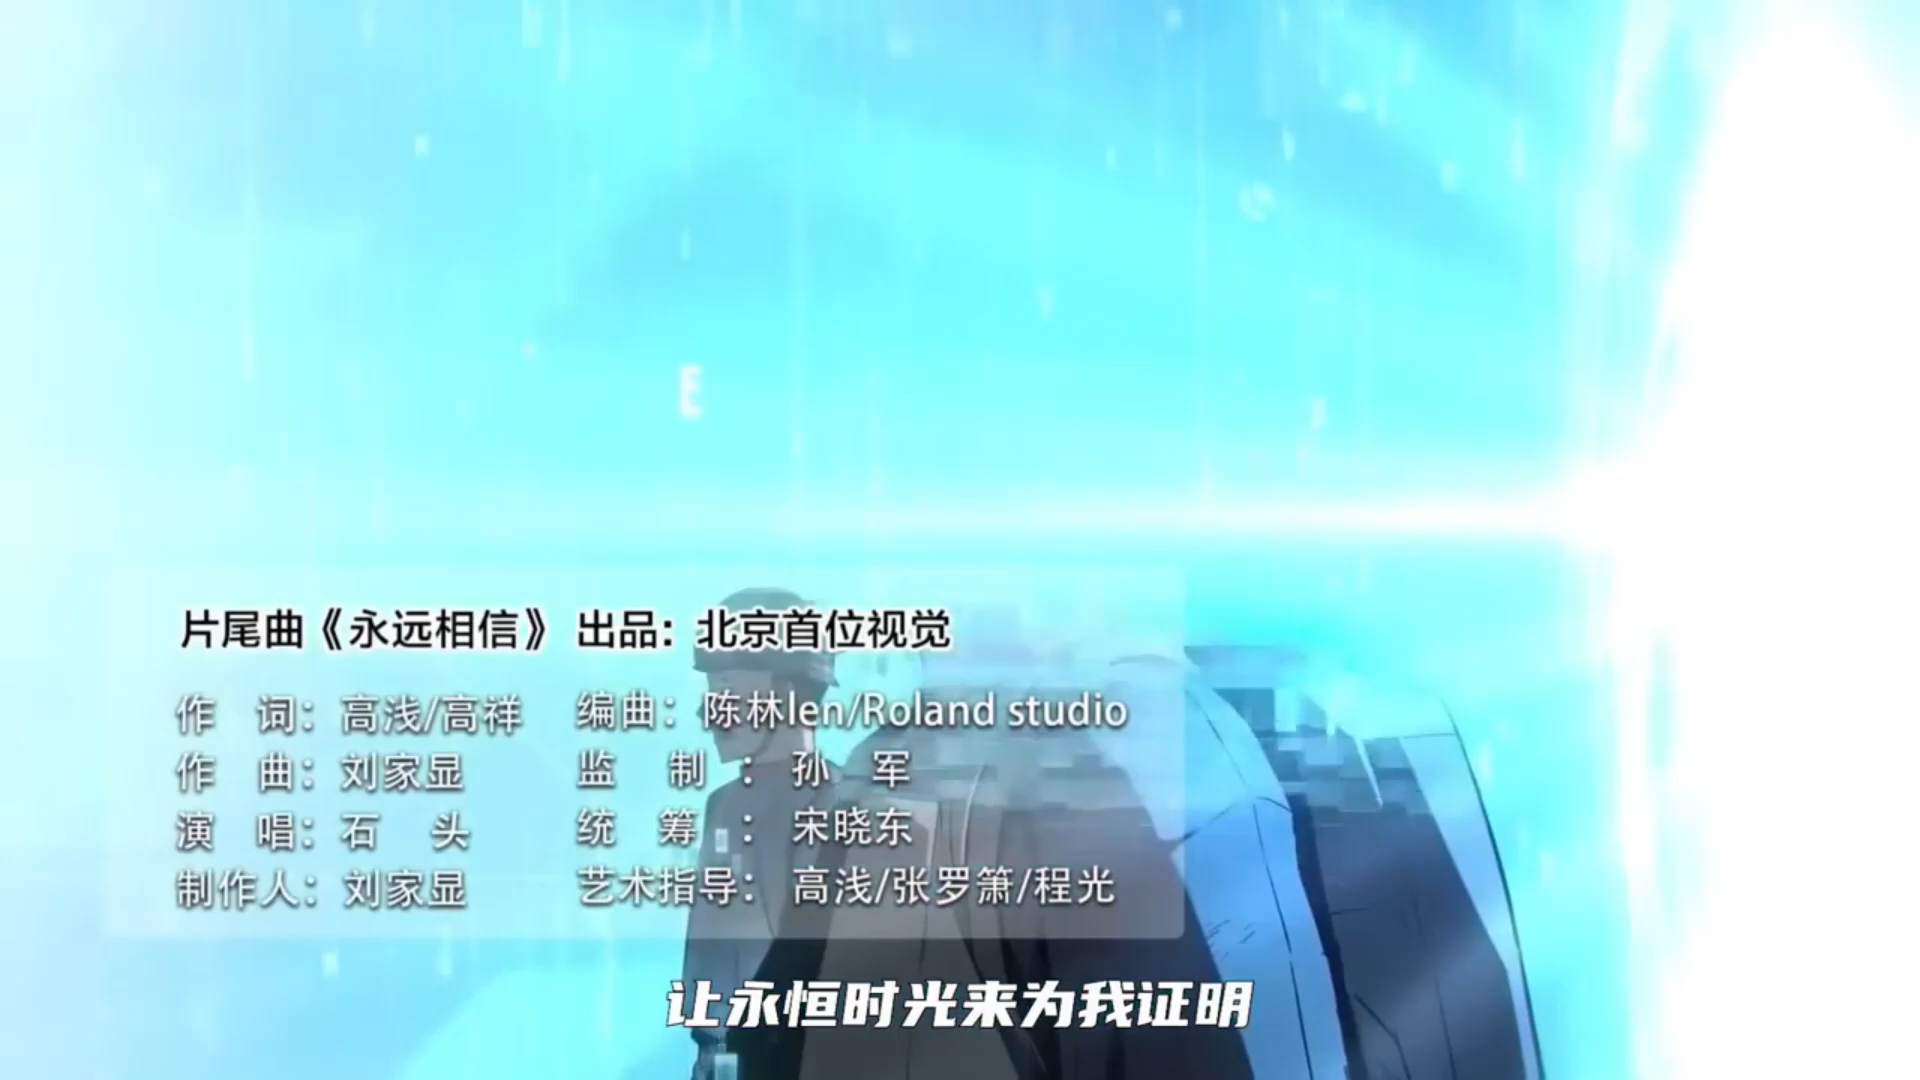 E
片尾曲《永远相信》 出品：北京首位视觉
作 词：高浅/高祥 编曲：陈林len/Roland studio
作 曲：刘家显 监 制：孙 军
演 唱：石 头 统 筹：宋晓东
制作人：刘家显 艺术指导：高浅/张罗箫/程光
让永恒时光来为我证明